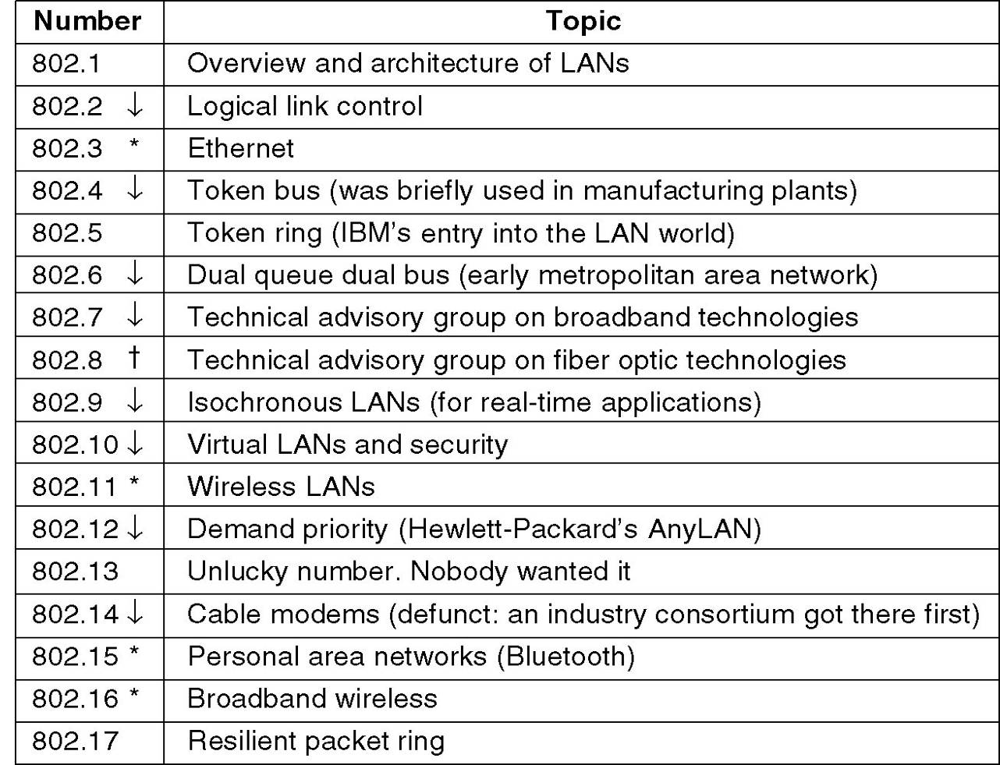 Number Topic
802.1 Overview and architecture of LANs
802.2 ↓ Logical link control
802.3 * Ethernet
802.4 ↓ Token bus (was briefly used in manufacturing plants)
802.5 Token ring (IBM's entry into the LAN world)
802.6 ↓ Dual queue dual bus (early metropolitan area network)
802.7 ↓ Technical advisory group on broadband technologies
802.8 † Technical advisory group on fiber optic technologies
802.9 ↓ Isochronous LANs (for real-time applications)
802.10 ↓ Virtual LANs and security
802.11 * Wireless LANs
802.12 ↓ Demand priority (Hewlett-Packard's AnyLAN)
802.13 Unlucky number. Nobody wanted it
802.14 ↓ Cable modems (defunct: an industry consortium got there first)
802.15 * Personal area networks (Bluetooth)
802.16 * Broadband wireless
802.17 Resilient packet ring